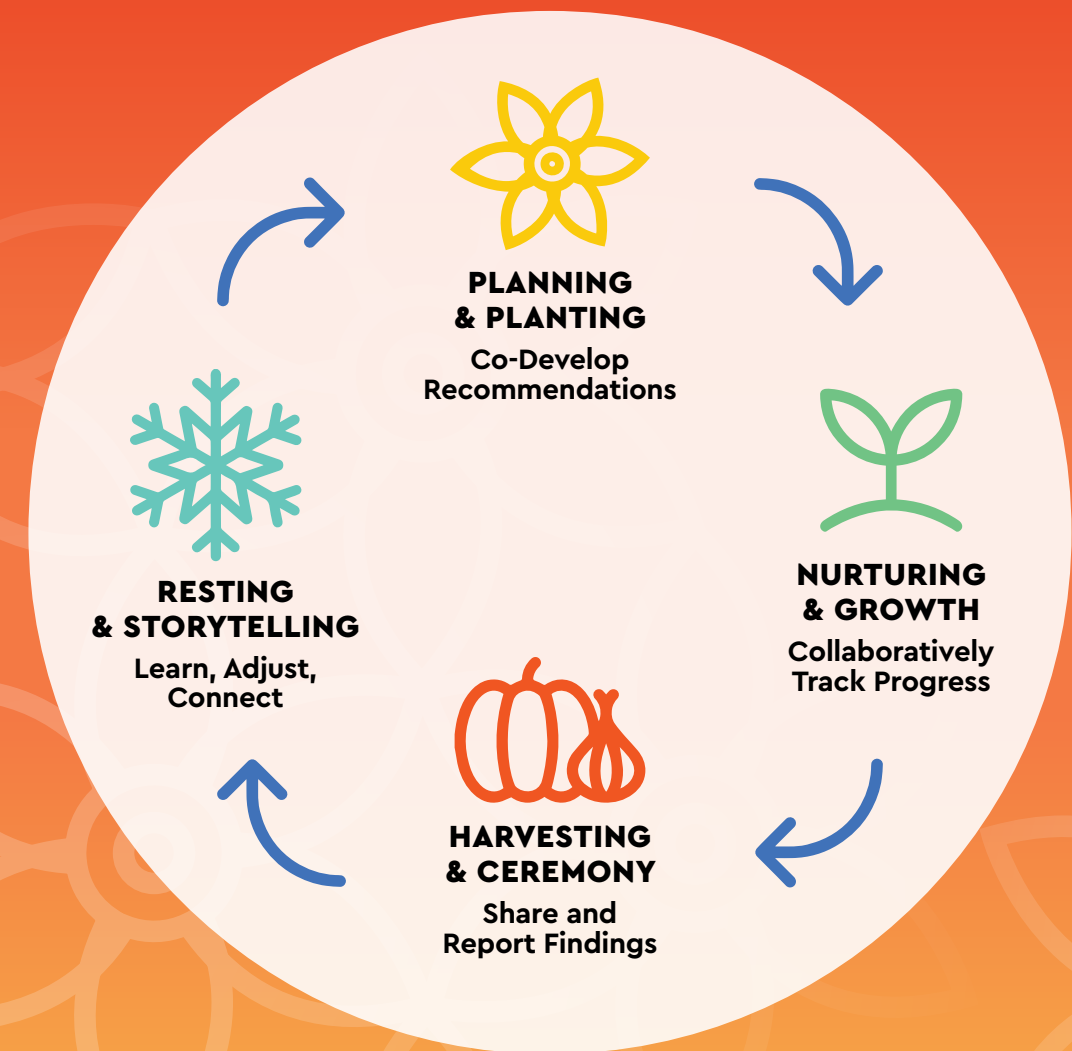 PLANNING
& PLANTING
Co-Develop
Recommendations
NURTURING
& GROWTH
Collaboratively
Track Progress
HARVESTING
& CEREMONY
Share and
Report Findings
RESTING
& STORYTELLING
Learn, Adjust,
Connect